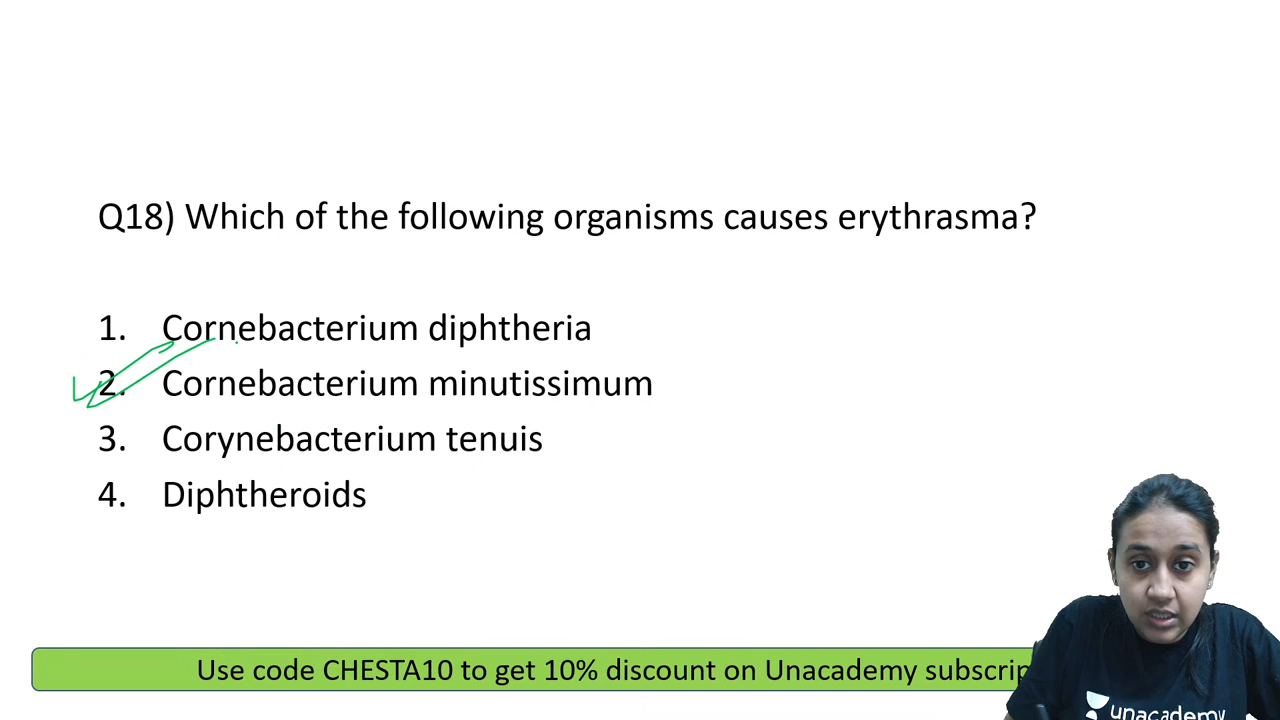 Q18) Which of the following organisms causes erythrasma?
1. Cornebacterium diphtheria
2. Cornebacterium minutissimum
3. Corynebacterium tenuis
4. Diphtheroids
Use code CHESTA10 to get 10% discount on Unacademy subscrip
unacademy